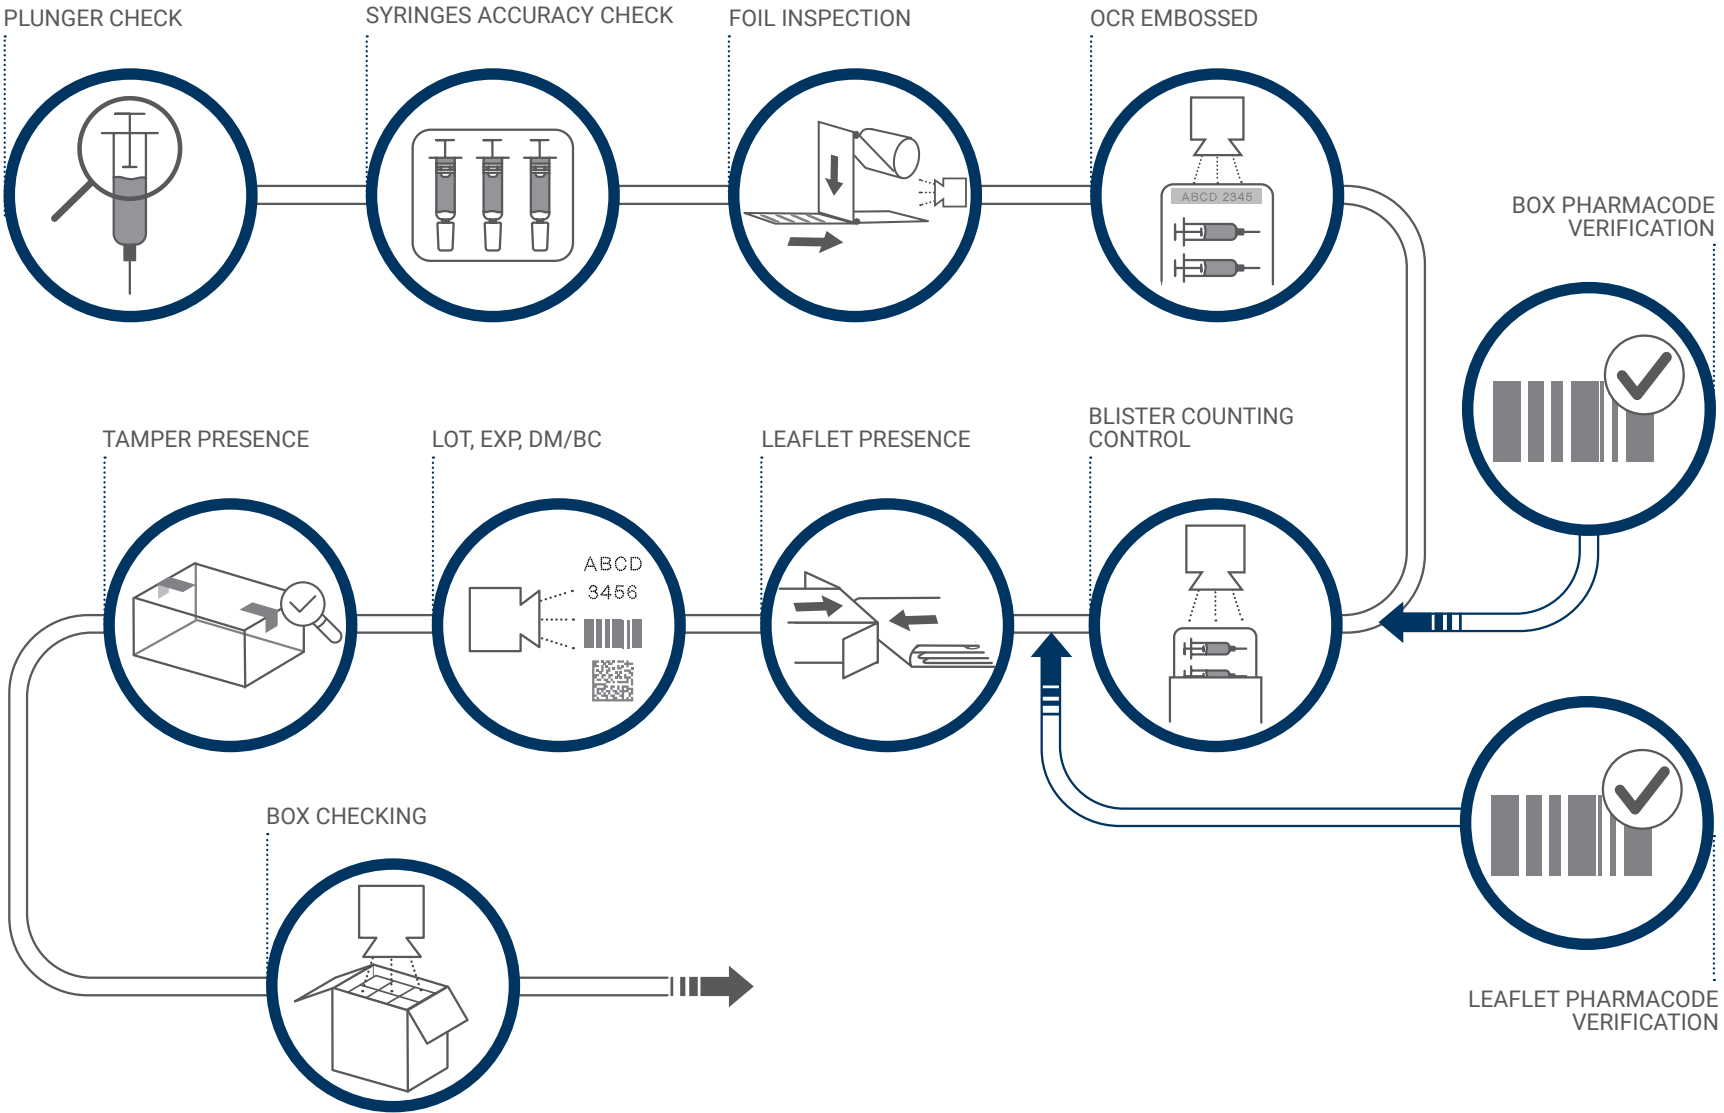 PLUNGER CHECK
SYRINGES ACCURACY CHECK
FOIL INSPECTION
OCR EMBOSSED
ABCD 2345
BOX PHARMACODE
VERIFICATION
TAMPER PRESENCE
LOT, EXP, DM/BC
LEAFLET PRESENCE
BLISTER COUNTING
CONTROL
ABCD
3456
BOX CHECKING
LEAFLET PHARMACODE
VERIFICATION